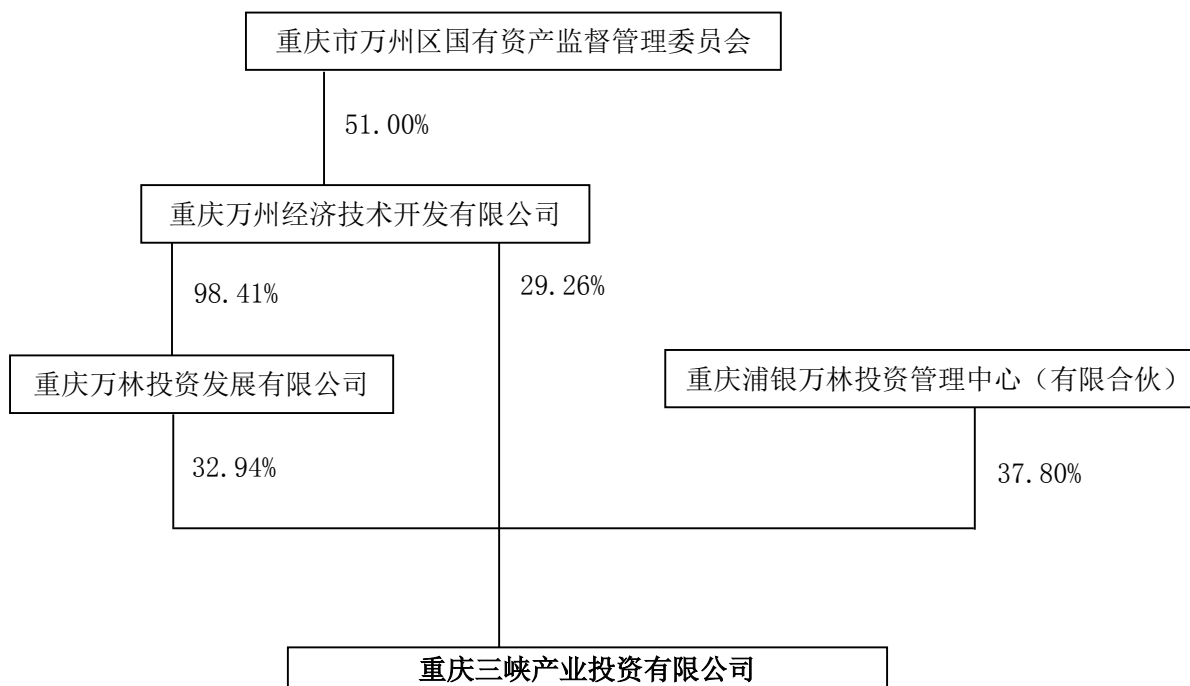 重庆市万州区国有资产监督管理委员会
51.00%
重庆万州经济技术开发有限公司
98.41%
29.26%
重庆万林投资发展有限公司
重庆浦银万林投资管理中心（有限合伙）
32.94%
37.80%
重庆三峡产业投资有限公司